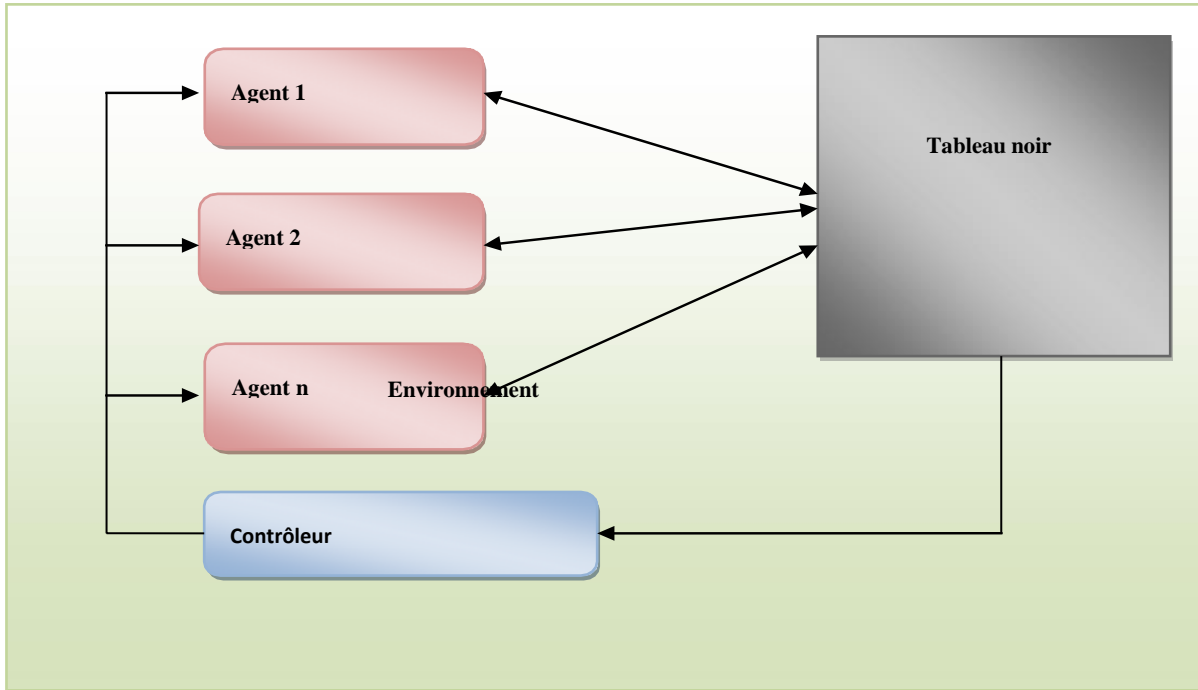 Agent 1
Tableau noir
Agent 2
Agent n
Environnement
Contrôleur